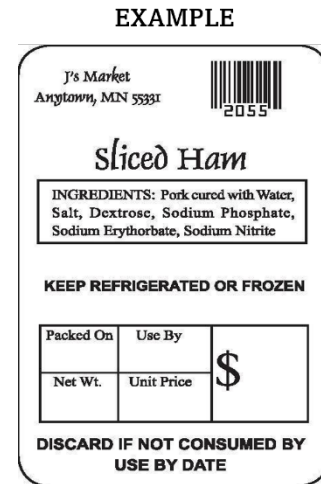 EXAMPLE
J's Market
Anytown, MN 55331
2055
Sliced Ham
INGREDIENTS: Pork cured with Water,
Salt, Dextrose, Sodium Phosphate,
Sodium Erythorbate, Sodium Nitrite
KEEP REFRIGERATED OR FROZEN
Packed On
Use By
$
Net Wt.
Unit Price
DISCARD IF NOT CONSUMED BY
USE BY DATE